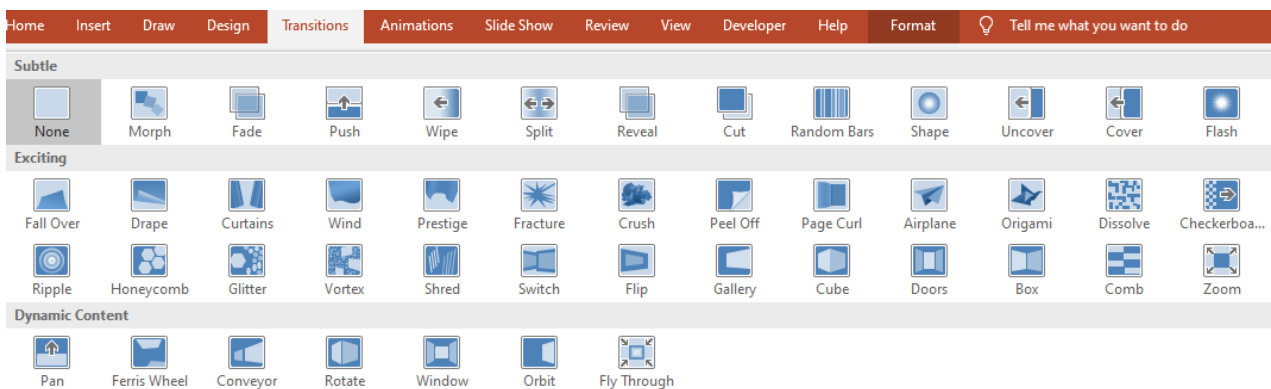 Home Insert Draw Design Transitions Animations Slide Show Review View Developer Help Format Tell me what you want to do
Subtle
None Morph Fade Push Wipe Split Reveal Cut Random Bars Shape Uncover Cover Flash
Exciting
Fall Over Drape Curtains Wind Prestige Fracture Crush Peel Off Page Curl Airplane Origami Dissolve Checkerboa...
Ripple Honeycomb Glitter Vortex Shred Switch Flip Gallery Cube Doors Box Comb Zoom
Dynamic Content
Pan Ferris Wheel Conveyor Rotate Window Orbit Fly Through